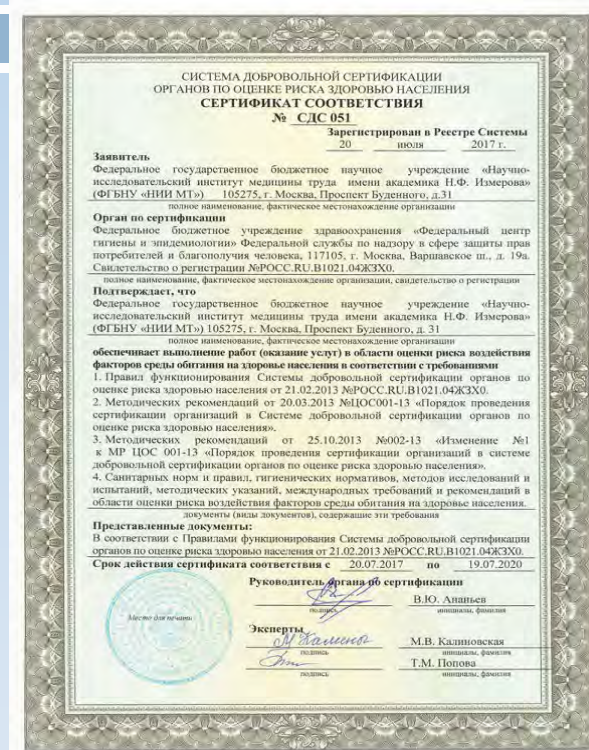 СИСТЕМА ДОБРОВОЛЬНОЙ СЕРТИФИКАЦИИ
ОРГАНОВ ПО ОЦЕНКЕ РИСКА ЗДОРОВЬЮ НАСЕЛЕНИЯ
СЕРТИФИКАТ СООТВЕТСТВИЯ
№ СДС 051
Зарегистрирован в Реестре Системы
20 июля 2017 г.
Заявитель
Федеральное государственное бюджетное научное учреждение «Научно-
исследовательский институт медицины труда имени академика Н.Ф. Измерова»
(ФГБНУ «НИИ МТ») 105275, г. Москва, Проспект Буденного, д.31
полное наименование, фактическое местонахождение организации
Орган по сертификации
Федеральное бюджетное учреждение здравоохранения «Федеральный центр
гигиены и эпидемиологии» Федеральной службы по надзору в сфере защиты прав
потребителей и благополучия человека, 117105, г. Москва, Варшавское ш., д. 19а.
Свидетельство о регистрации №РОСС.RU.В1021.04ЖЗХ0.
полное наименование, фактическое местонахождение организации, свидетельство о регистрации
Подтверждает, что
Федеральное государственное бюджетное научное учреждение «Научно-
исследовательский институт медицины труда имени академика Н.Ф. Измерова»
(ФГБНУ «НИИ МТ») 105275, г. Москва, Проспект Буденного, д. 31
полное наименование, фактическое местонахождение организации
обеспечивает выполнение работ (оказание услуг) в области оценки риска воздействия
факторов среды обитания на здоровье населения в соответствии с требованиями
1. Правил функционирования Системы добровольной сертификации органов по
оценке риска здоровью населения от 21.02.2013 №РОСС.RU.В1021.04ЖЗХ0.
2. Методических рекомендаций от 20.03.2013 №ЦОС001-13 «Порядок проведения
сертификации организаций в Системе добровольной сертификации органов по
оценке риска здоровью населения».
3. Методических рекомендаций от 25.10.2013 №002-13 «Изменение №1
к МР ЦОС 001-13 «Порядок проведения сертификации организаций в системе
добровольной сертификации органов по оценке риска здоровью населения».
4. Санитарных норм и правил, гигиенических нормативов, методов исследований и
испытаний, методических указаний, международных требований и рекомендаций в
области оценки риска воздействия факторов среды обитания на здоровье населения.
документы (виды документов), содержащие эти требования
Представленные документы:
В соответствии с Правилами функционирования Системы добровольной сертификации
органов по оценке риска здоровью населения от 21.02.2013 №РОСС.RU.В1021.04ЖЗХ0.
Срок действия сертификата соответствия с 20.07.2017 по 19.07.2020
Руководитель органа по сертификации
В.Ю. Ананьев
подпись инициалы, фамилия
Место для печати
Эксперты
М.В. Калиновская
подпись инициалы, фамилия
Т.М. Попова
подпись инициалы, фамилия